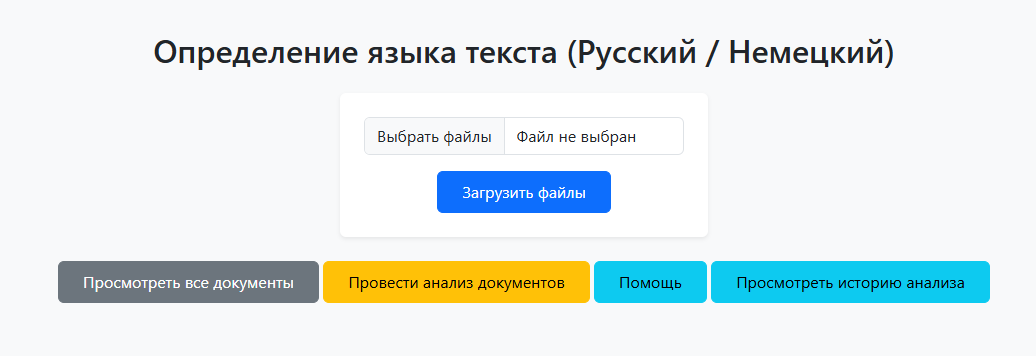 Определение языка текста (Русский / Немецкий)
Выбрать файлы Файл не выбран
Загрузить файлы
Просмотреть все документы Провести анализ документов Помощь Просмотреть историю анализа